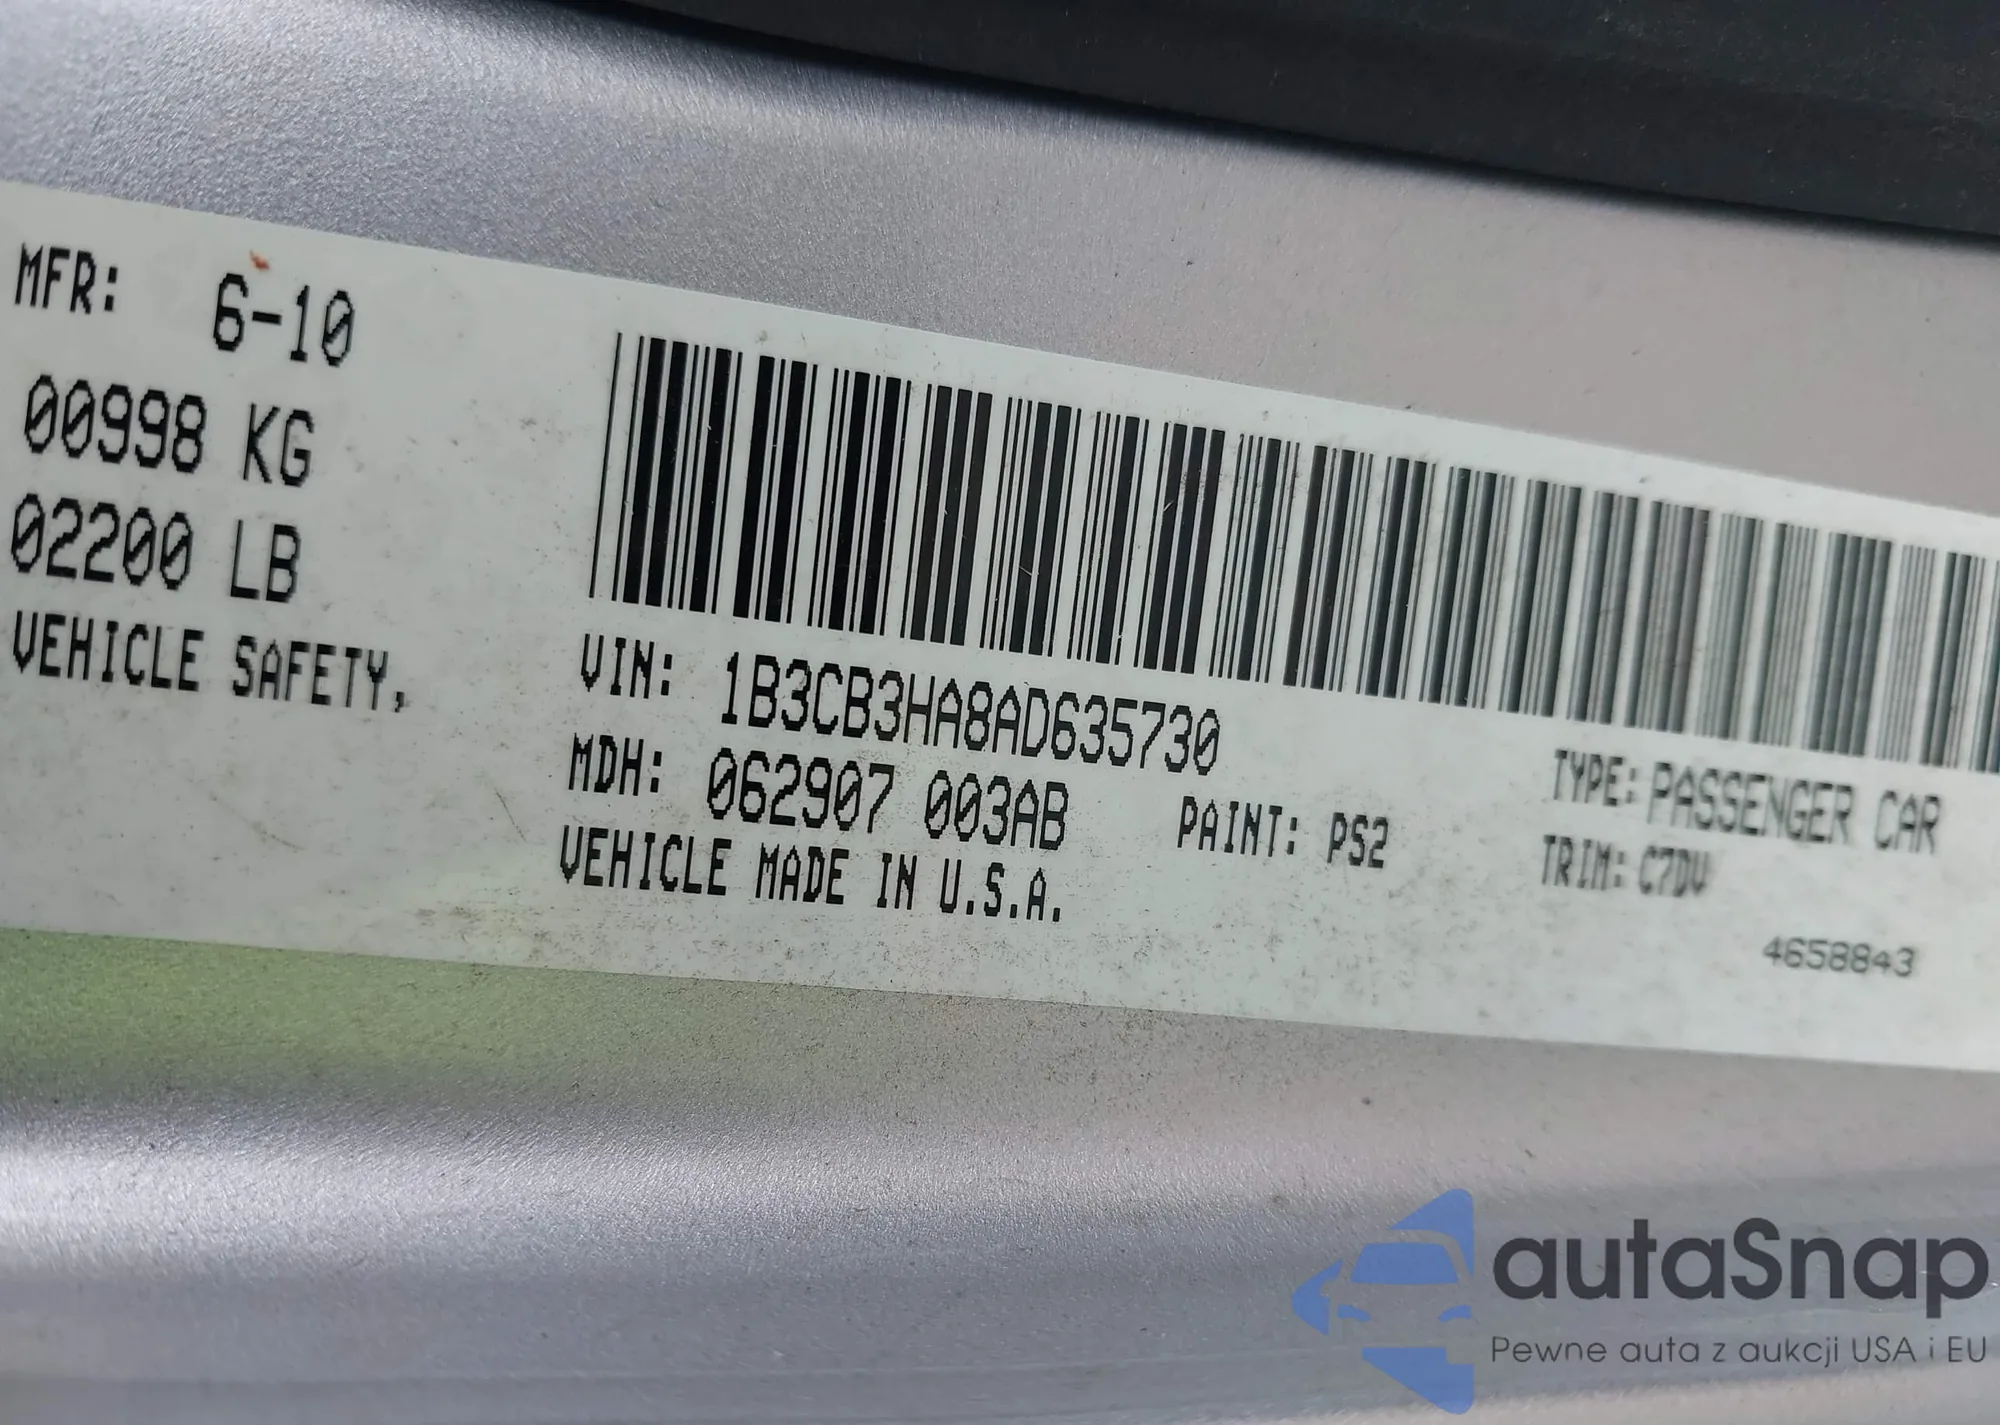 MFR: 6-10
00998 KG
02200 LB
VEHICLE SAFETY,
VIN: 1B3CB3HA8AD635730
MDH: 062907 003AB PAINT: PS2
VEHICLE MADE IN U.S.A.
TYPE: PASSENGER CAR
TRIM: C7DV
4658843
autaSnap
Pewne auta z aukcji USA i EU